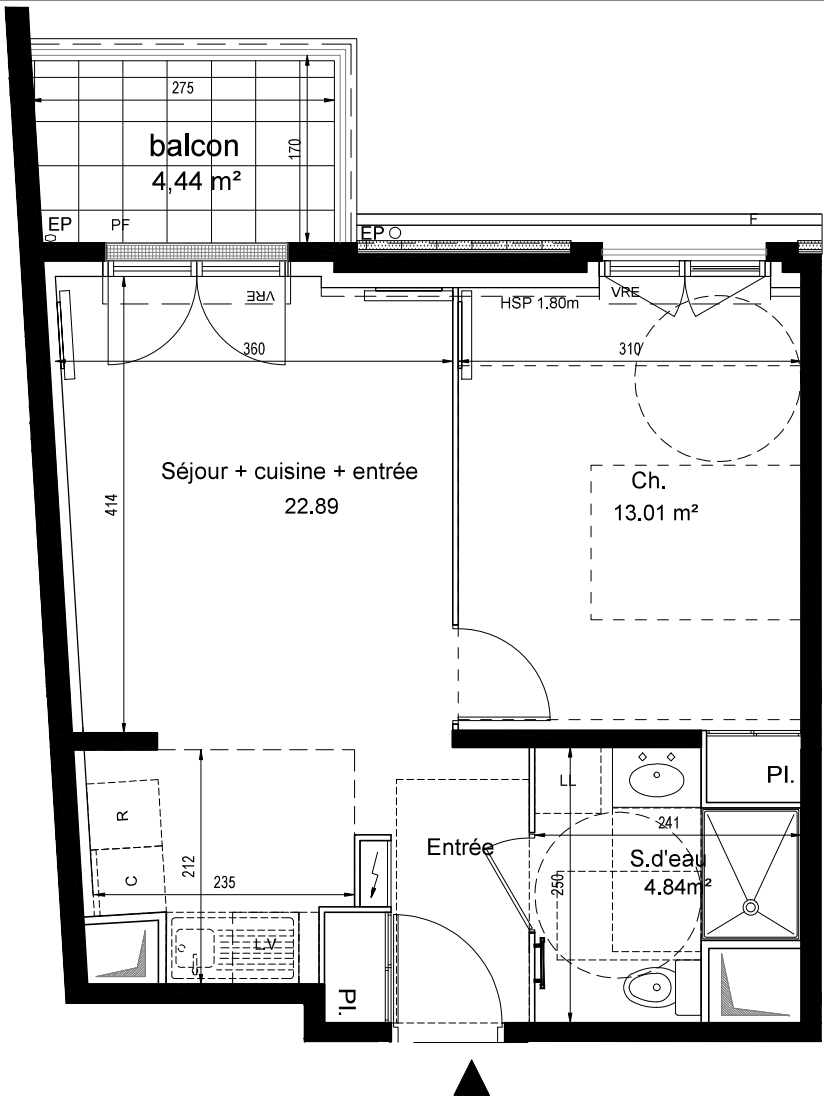 275
balcon
4,44 m²
170
EP
PF
EP
F
VRE
VRE
HSP 1.80m
360
310
Séjour + cuisine + entrée
22.89
414
Ch.
13.01 m²
Pl.
LL
R
C
212
235
Entrée
241
S.d'eau
4.84m²
250
LV
Pl.